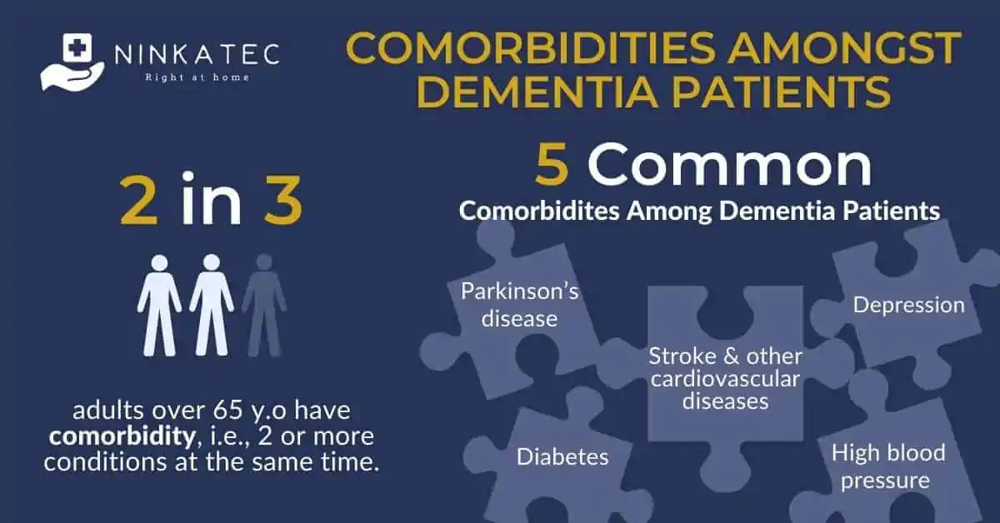 NINKATEC
Right at home
COMORBIDITIES AMONGST
DEMENTIA PATIENTS
2 in 3
adults over 65 y.o have
comorbidity, i.e., 2 or more
conditions at the same time.
5 Common
Comorbidites Among Dementia Patients
Parkinson's
disease
Stroke & other
cardiovascular
diseases
Depression
Diabetes
High blood
pressure